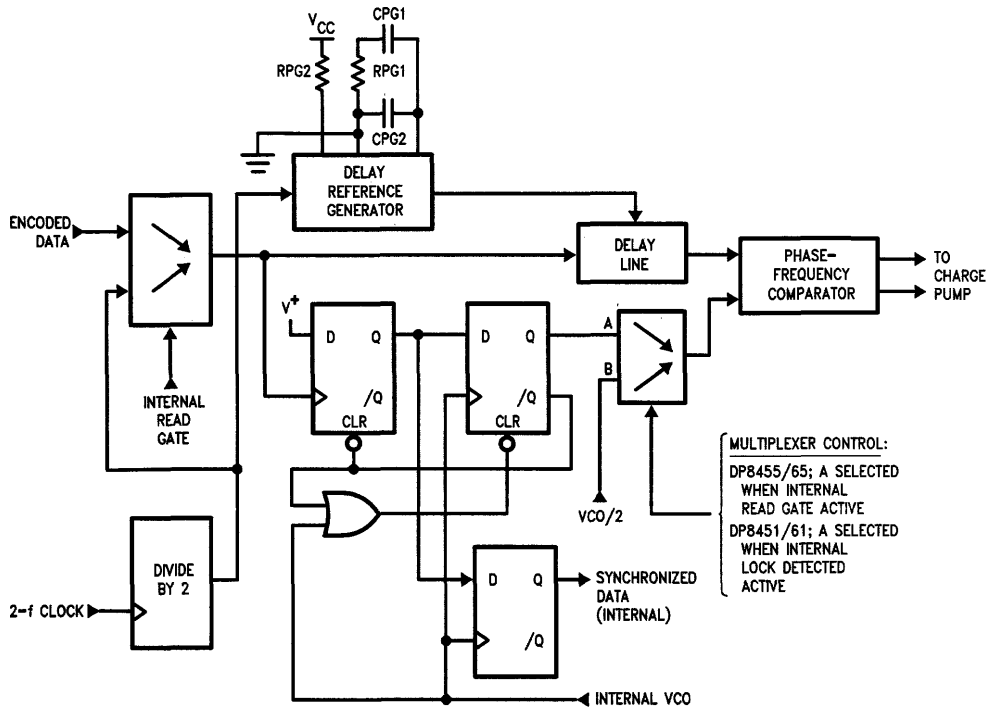 CPG1
VCC
RPG2
RPG1
CPG2
DELAY
REFERENCE
GENERATOR
ENCODED
DATA
DELAY
LINE
PHASE-
FREQUENCY
COMPARATOR
TO
CHARGE
PUMP
V+
D Q
/Q
CLR
D Q
/Q
CLR
A
B
INTERNAL
READ
GATE
VCO/2
MULTIPLEXER CONTROL:
DP8455/65; A SELECTED
WHEN INTERNAL
READ GATE ACTIVE
DP8451/61; A SELECTED
WHEN INTERNAL
LOCK DETECTED
ACTIVE
DIVIDE
BY 2
2-f CLOCK
D Q
/Q
SYNCHRONIZED
DATA
(INTERNAL)
INTERNAL VCO